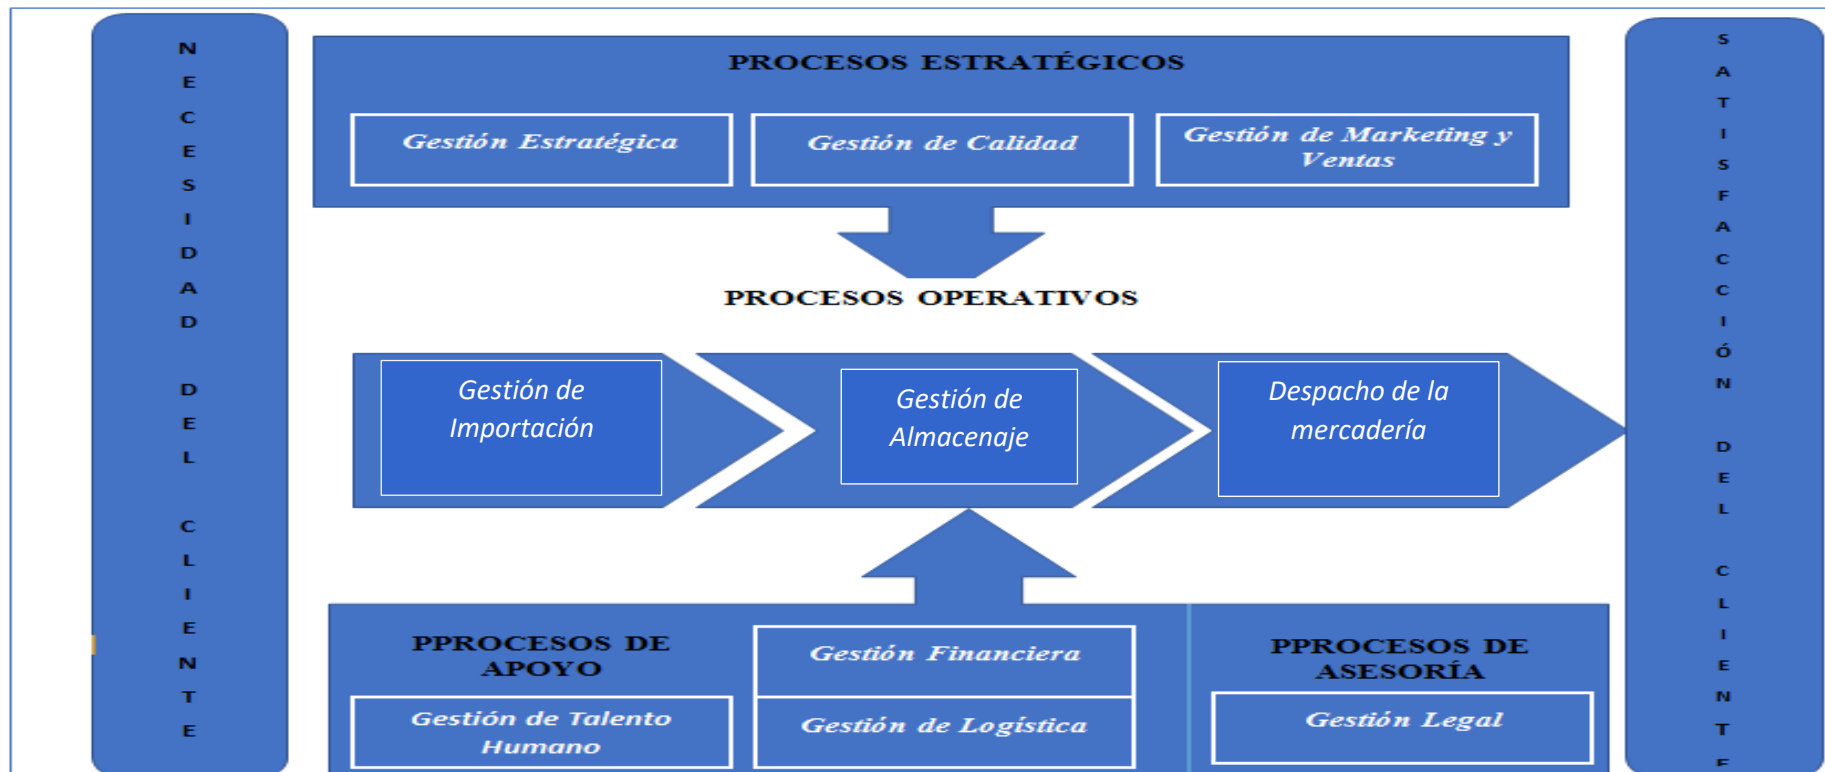 NECESIDAD DEL CLIENTE
PROCESOS ESTRATÉGICOS
Gestión Estratégica
Gestión de Calidad
Gestión de Marketing y
Ventas
PROCESOS OPERATIVOS
Gestión de
Importación
Gestión de
Almacenaje
Despacho de la
mercadería
PPROCESOS DE
APOYO
Gestión de Talento
Humano
Gestión Financiera
Gestión de Logística
PPROCESOS DE
ASESORÍA
Gestión Legal
SATISFACCIÓN DEL CLIENTE